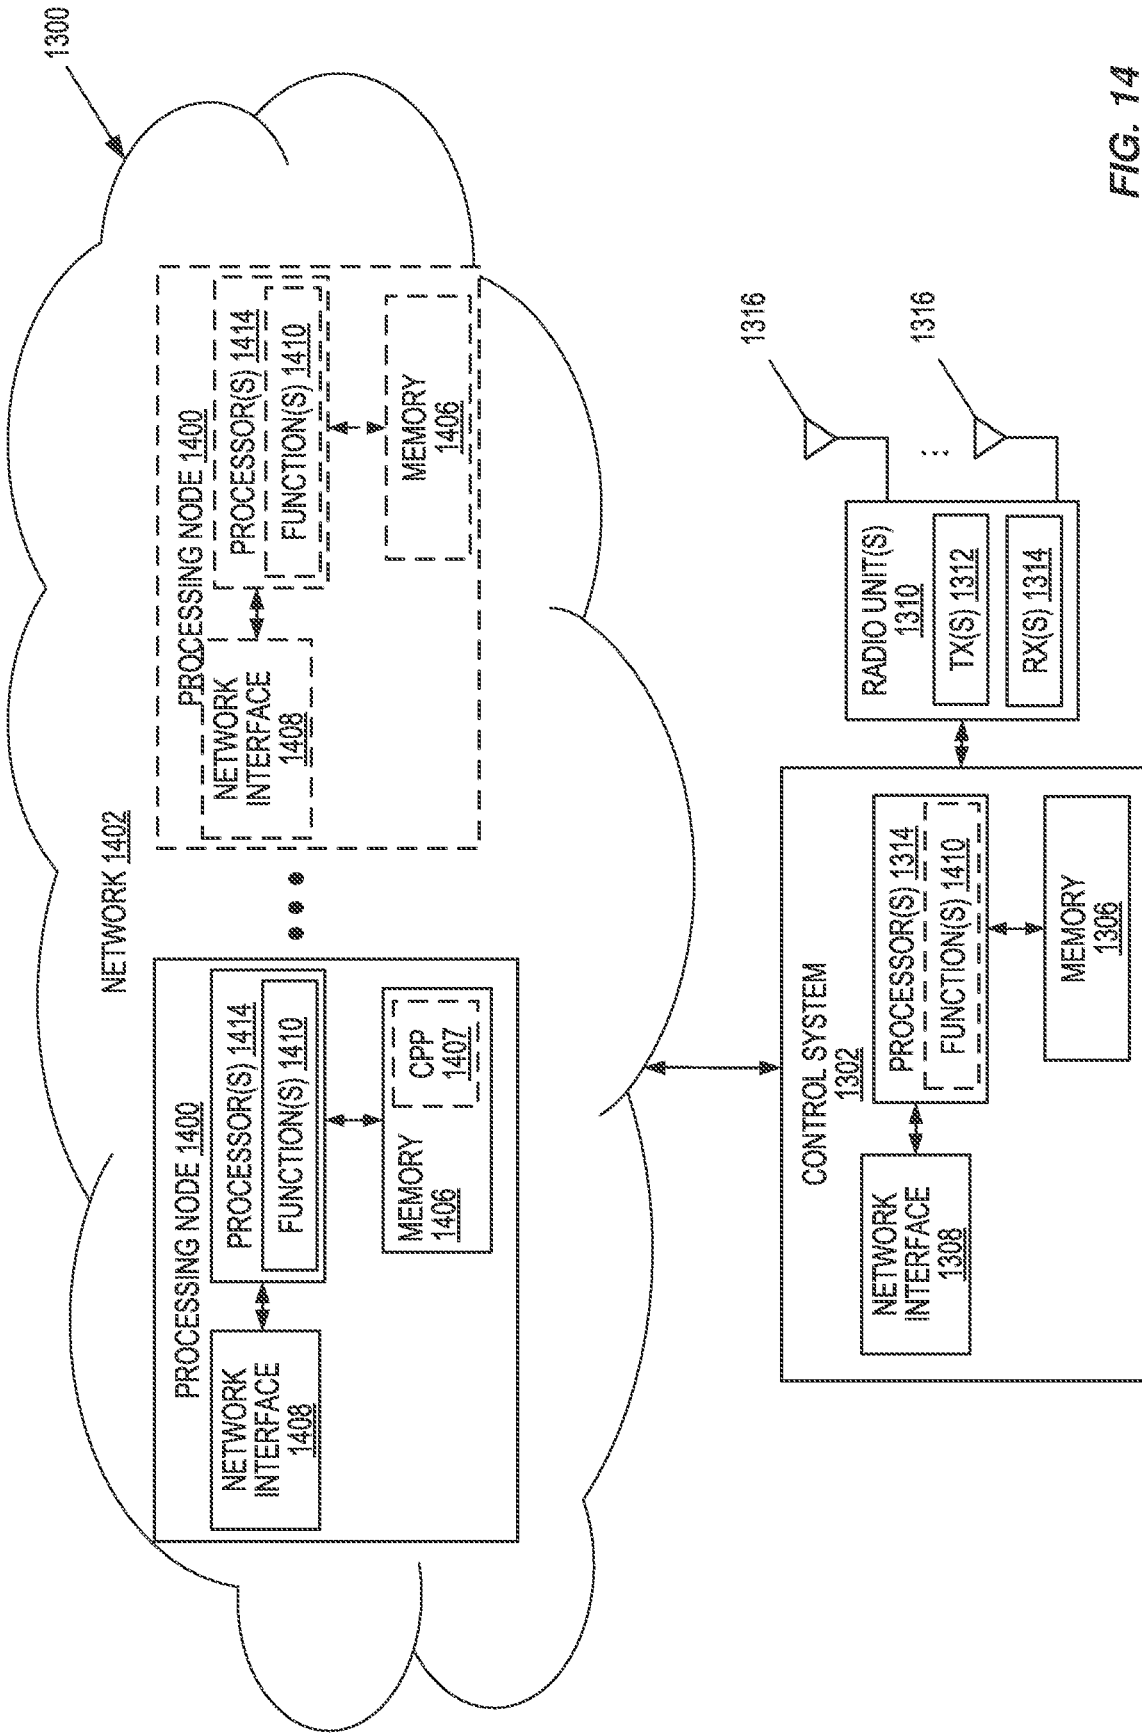 1300
NETWORK 1402
PROCESSING NODE 1400
NETWORK
INTERFACE
1408
PROCESSOR(S) 1414
FUNCTION(S) 1410
MEMORY
1406
CPP
1407
PROCESSING NODE 1400
NETWORK
INTERFACE
1408
PROCESSOR(S) 1414
FUNCTION(S) 1410
MEMORY
1406
CONTROL SYSTEM
1302
NETWORK
INTERFACE
1308
PROCESSOR(S) 1314
FUNCTION(S) 1410
MEMORY
1306
RADIO UNIT(S)
1310
TX(S) 1312
RX(S) 1314
1316
1316
FIG. 14